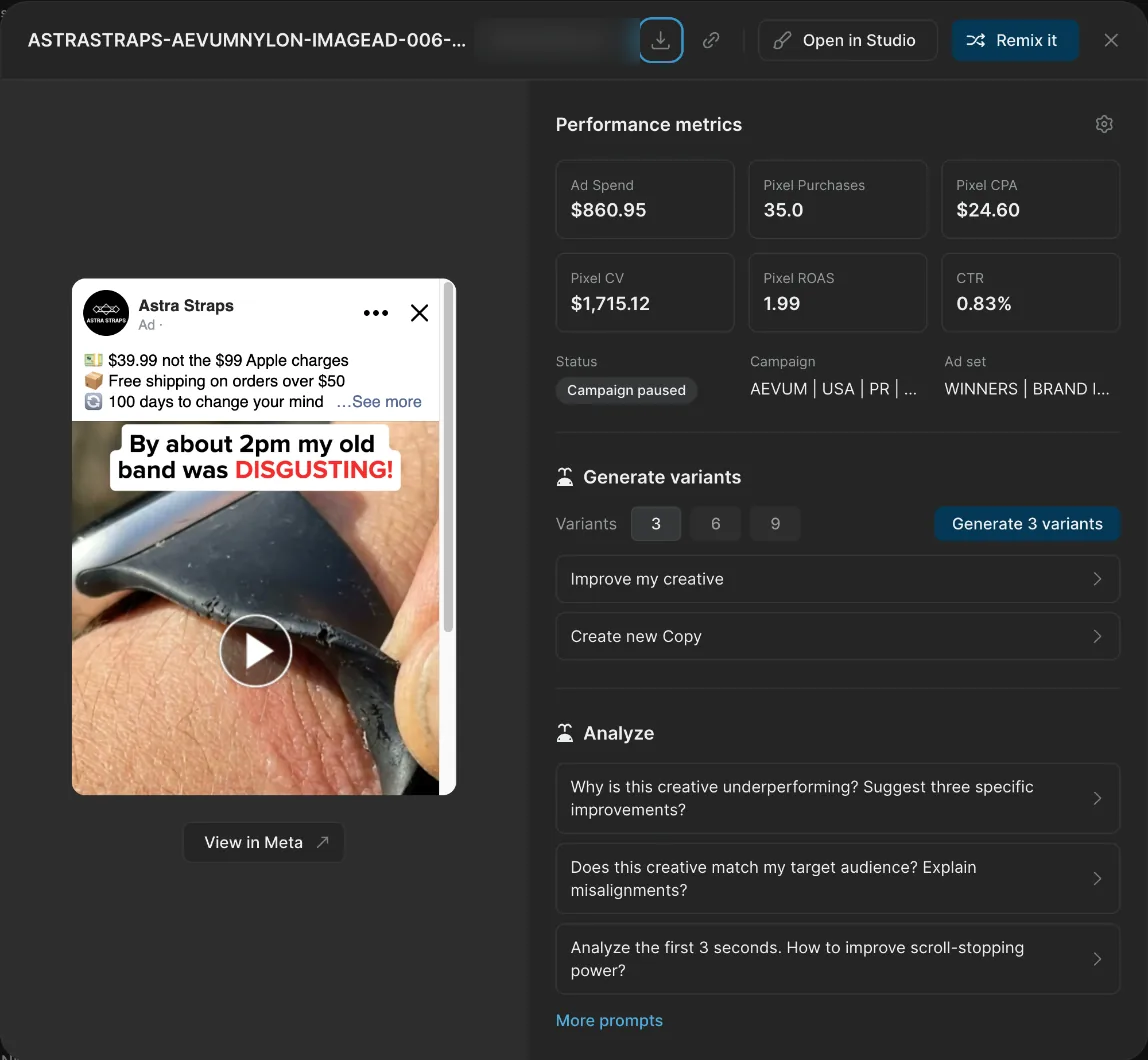 ASTRASTRAPS-AEVUMNYLON-IMAGEAD-006-...
Open in Studio
Remix it
ASTRA STRAPS
Astra Straps
Ad ·
$39.99 not the $99 Apple charges
Free shipping on orders over $50
100 days to change your mind ...See more
By about 2pm my old
band was DISGUSTING!
View in Meta
Performance metrics
Ad Spend
$860.95
Pixel Purchases
35.0
Pixel CPA
$24.60
Pixel CV
$1,715.12
Pixel ROAS
1.99
CTR
0.83%
Status
Campaign paused
Campaign
AEVUM | USA | PR | ...
Ad set
WINNERS | BRAND I...
Generate variants
Variants 3 6 9
Generate 3 variants
Improve my creative
Create new Copy
Analyze
Why is this creative underperforming? Suggest three specific
improvements?
Does this creative match my target audience? Explain
misalignments?
Analyze the first 3 seconds. How to improve scroll-stopping
power?
More prompts